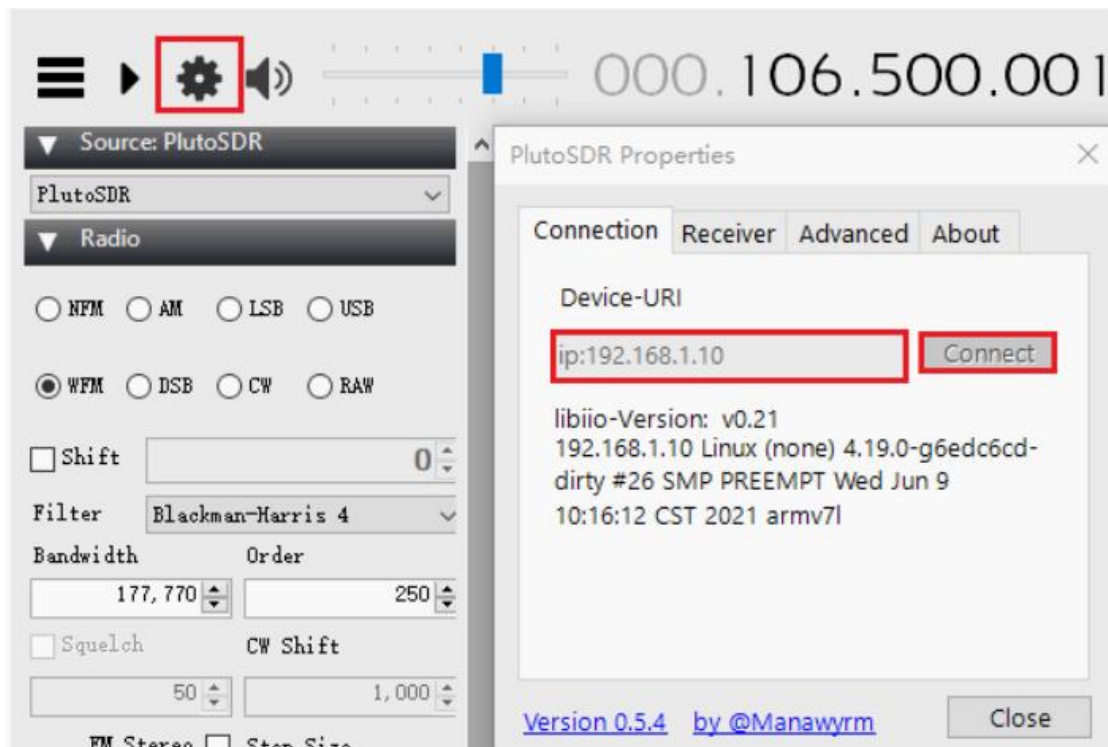 000.106.500.001
Source: PlutoSDR
PlutoSDR
Radio
NFM AM LSB USB
WFM DSB CW RAW
Shift 0
Filter Blackman-Harris 4
Bandwidth Order
177,770 250
Squelch CW Shift
50 1,000
FM Stereo Step Size
PlutoSDR Properties
Connection Receiver Advanced About
Device-URI
ip:192.168.1.10 Connect
libiio-Version: v0.21
192.168.1.10 Linux (none) 4.19.0-g6edc6cd-
dirty #26 SMP PREEMPT Wed Jun 9
10:16:12 CST 2021 armv7l
Version 0.5.4 by @Manawyrm Close